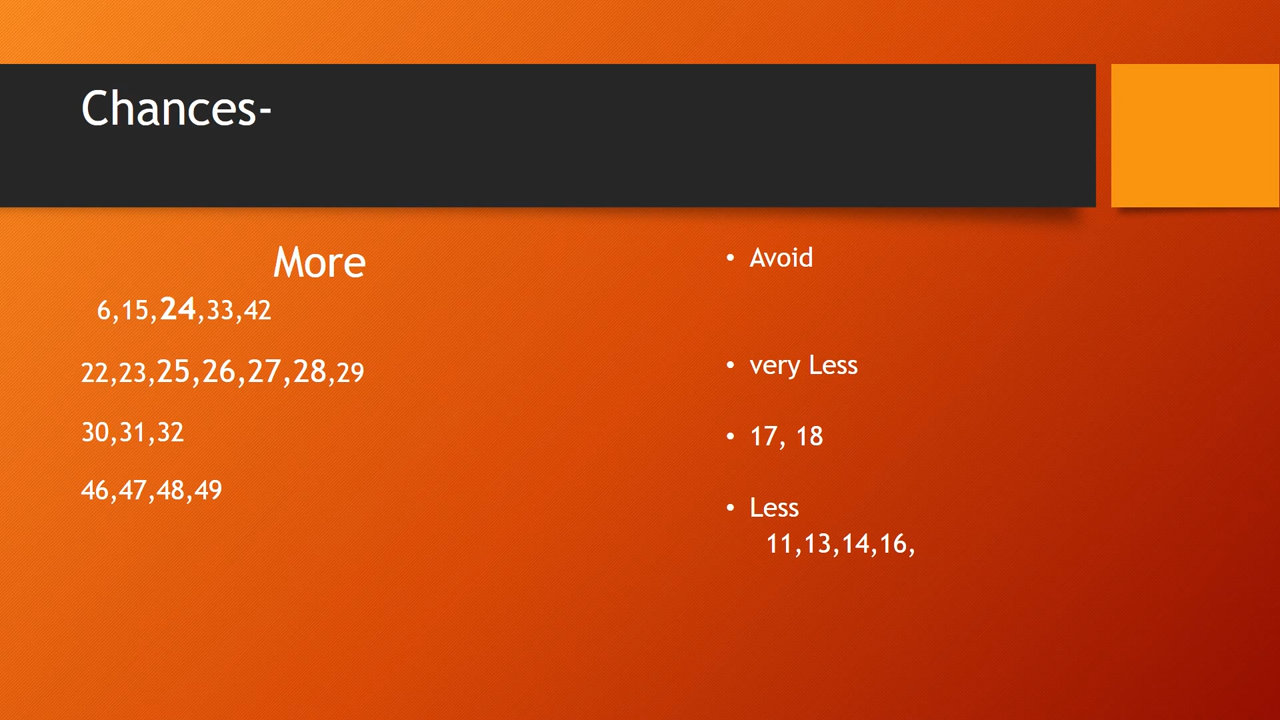 Chances-
More
6,15,24,33,42
22,23,25,26,27,28,29
30,31,32
46,47,48,49
• Avoid
• very Less
• 17, 18
• Less
11,13,14,16,